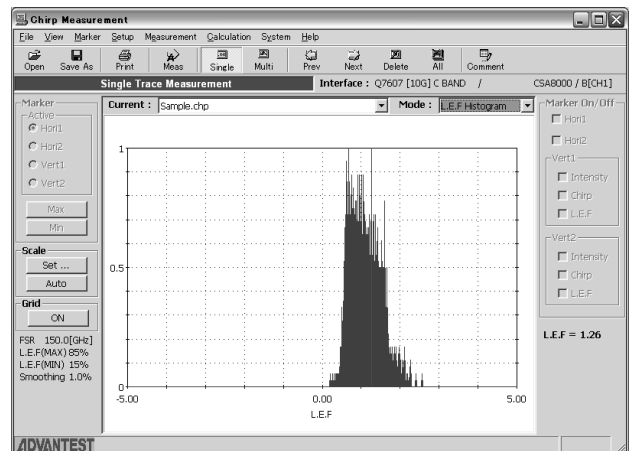 Chirp Measurement
File View Marker Setup Measurement Calculation System Help
Open Save As Print Meas Single Multi Prev Next Delete All Comment
Single Trace Measurement Interface : Q7607 [10G] C BAND / CSA8000 / B[CH1]
Marker
Active
Hori1
Hori2
Vert1
Vert2
Max
Min
Scale
Set ...
Auto
Grid
ON
FSR 150.0[GHz]
L.E.F(MAX) 85%
L.E.F(MIN) 15%
Smoothing 1.0%
Current : Sample.chp Mode : L.E.F Histogram
1
0.5
0
-5.00 0.00 5.00
L.E.F
Marker On/Off
Hori1
Hori2
Vert1
Intensity
Chirp
L.E.F
Vert2
Intensity
Chirp
L.E.F
L.E.F = 1.26
ADVANTEST